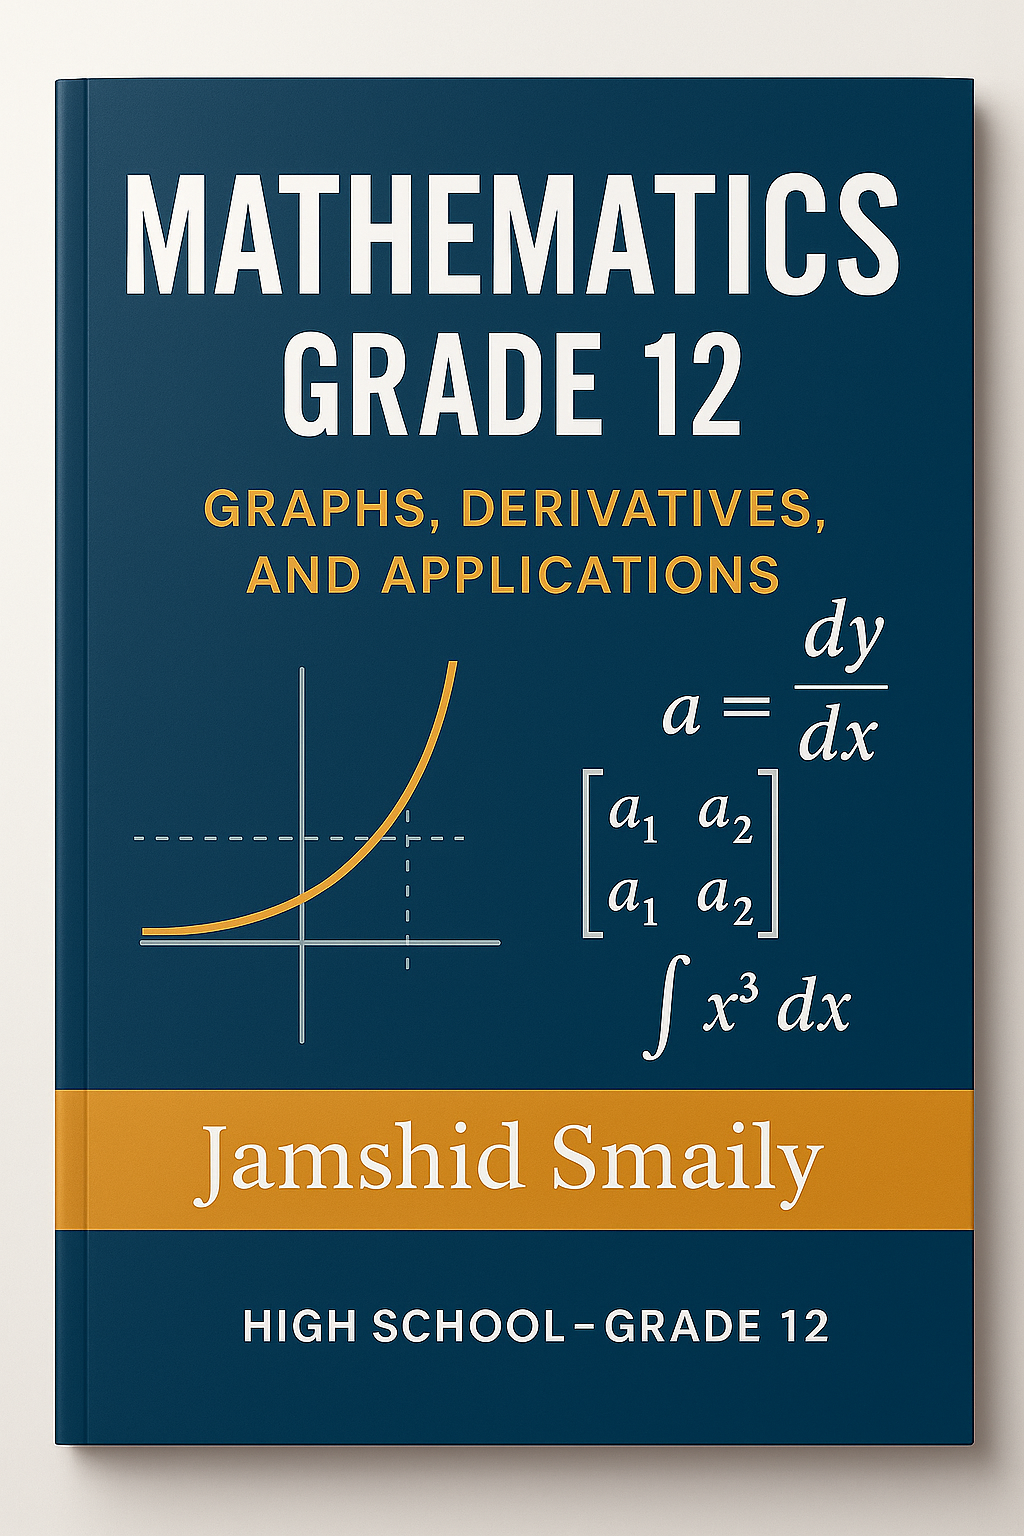 MATHEMATICS
GRADE 12
GRAPHS, DERIVATIVES,
AND APPLICATIONS
a = dy/dx
[a₁ a₂
a₁ a₂]
∫ x³ dx
Jamshid Smaily
HIGH SCHOOL–GRADE 12